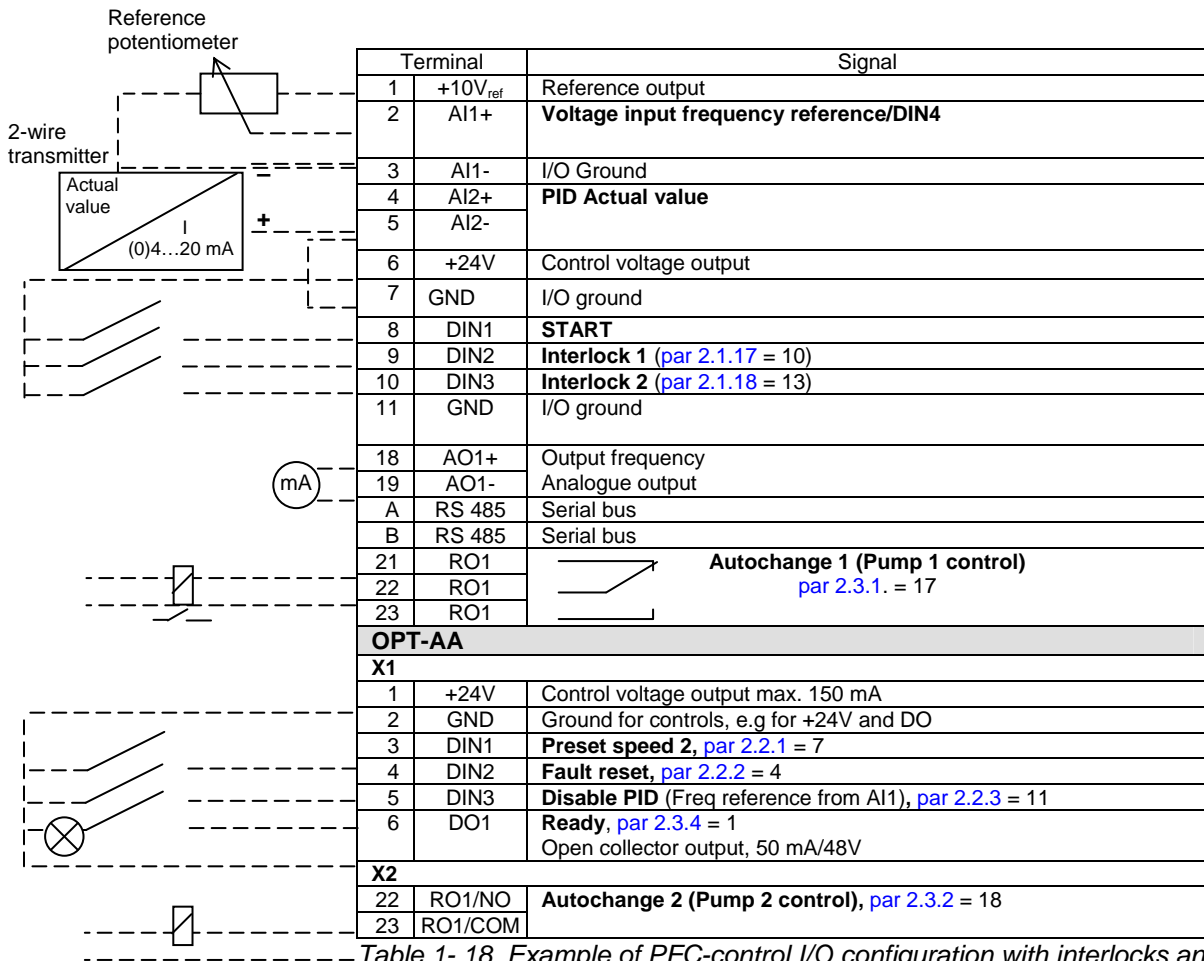 Reference
potentiometer
2-wire
transmitter
Actual
value
I
(0)4…20 mA
–
+
mA
Terminal Signal
1 +10Vref Reference output
2 AI1+ Voltage input frequency reference/DIN4
3 AI1- I/O Ground
4 AI2+ PID Actual value
5 AI2-
6 +24V Control voltage output
7 GND I/O ground
8 DIN1 START
9 DIN2 Interlock 1 (par 2.1.17 = 10)
10 DIN3 Interlock 2 (par 2.1.18 = 13)
11 GND I/O ground
18 AO1+ Output frequency
19 AO1- Analogue output
A RS 485 Serial bus
B RS 485 Serial bus
21 RO1 Autochange 1 (Pump 1 control)
22 RO1 par 2.3.1. = 17
23 RO1
OPT-AA
X1
1 +24V Control voltage output max. 150 mA
2 GND Ground for controls, e.g for +24V and DO
3 DIN1 Preset speed 2, par 2.2.1 = 7
4 DIN2 Fault reset, par 2.2.2 = 4
5 DIN3 Disable PID (Freq reference from AI1), par 2.2.3 = 11
6 DO1 Ready, par 2.3.4 = 1
Open collector output, 50 mA/48V
X2
22 RO1/NO Autochange 2 (Pump 2 control), par 2.3.2 = 18
23 RO1/COM
Table 1- 18. Example of PFC-control I/O configuration with interlocks an